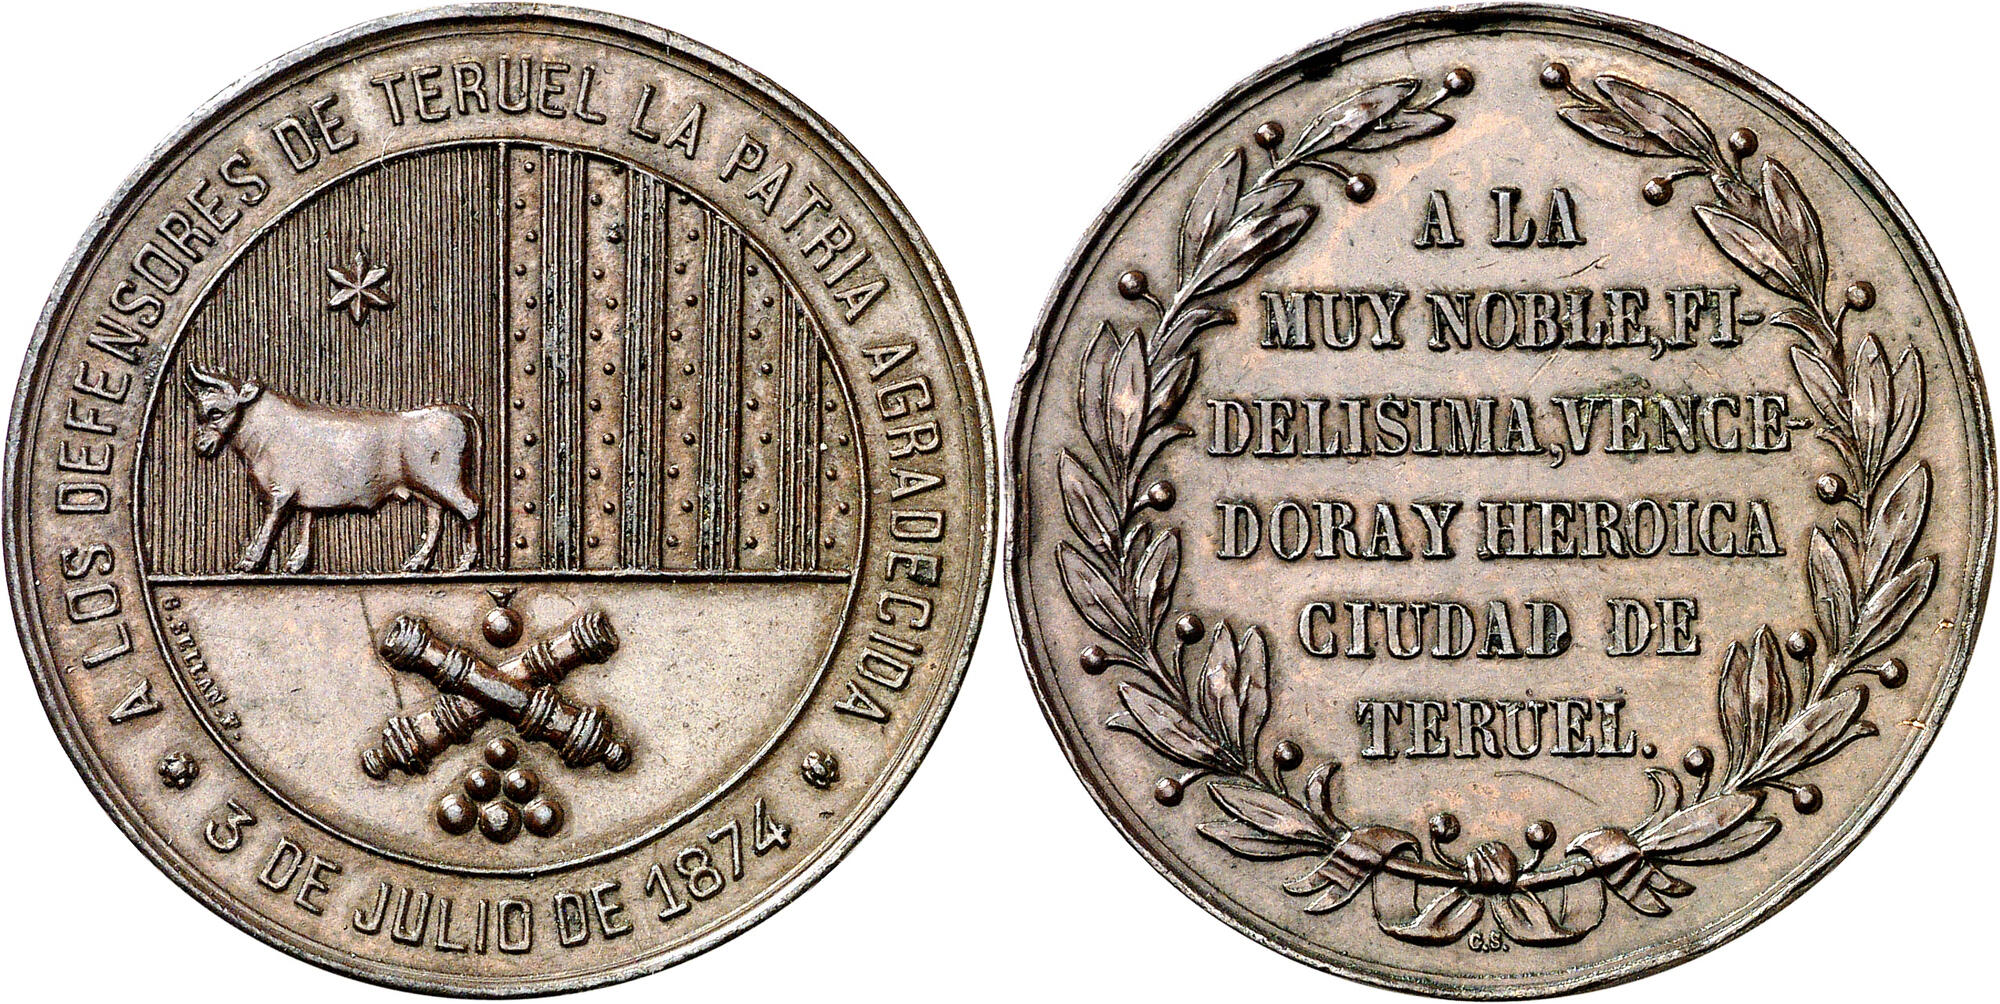 A LOS DEFENSORES DE TERUEL LA PATRIA AGRADECIDA
3 DE JULIO DE 1874
G. SELLAN. F.
A LA
MUY NOBLE, FI-
DELISIMA, VENCE-
DORA Y HEROICA
CIUDAD DE
TERUEL.
G.S.